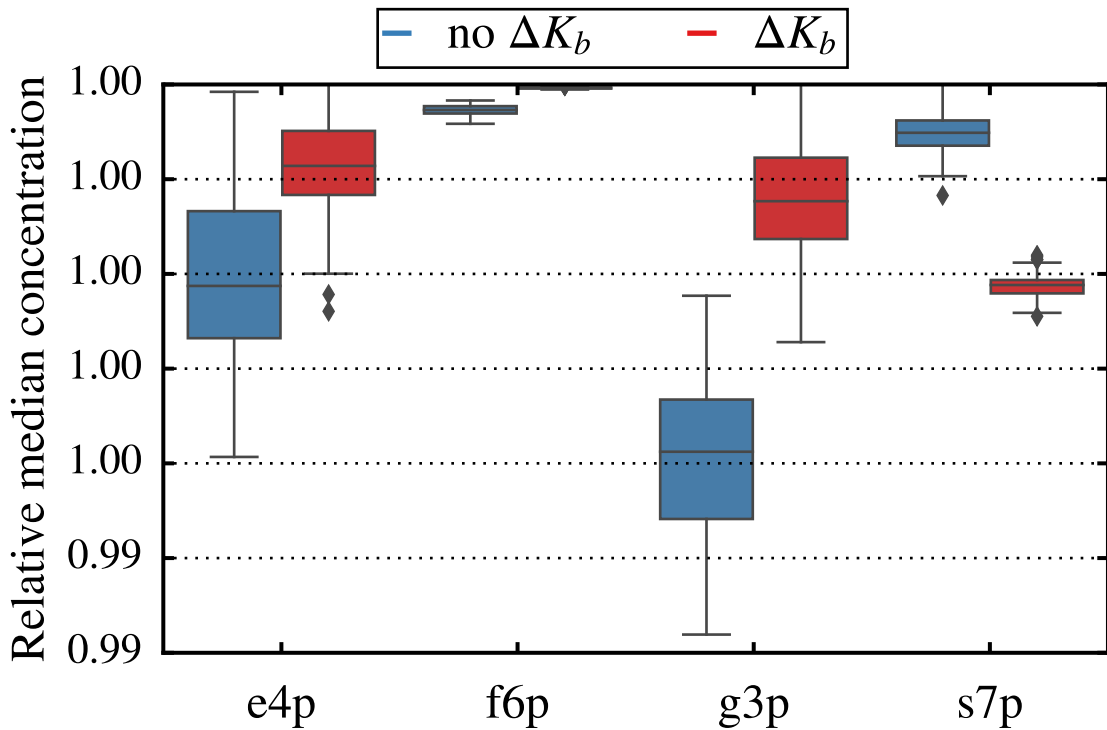 no ΔK_b ΔK_b
Relative median concentration
1.00
1.00
1.00
1.00
1.00
0.99
0.99
e4p f6p g3p s7p